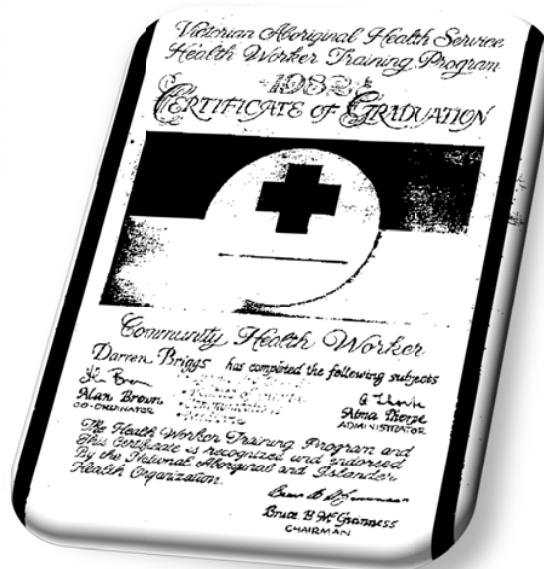 Victorian Aboriginal Health Service
Health Worker Training Program
1982
CERTIFICATE OF GRADUATION
Community Health Worker
Darren Briggs has completed the following subjects
Alan Brown
CO-ORDINATOR
Alma Thorpe
ADMINISTRATOR
The Health Worker Training Program and
this Certificate is recognized and endorsed
By the National Aboriginal and Islander
Health Organization.
Bruce B McGuinness
CHAIRMAN